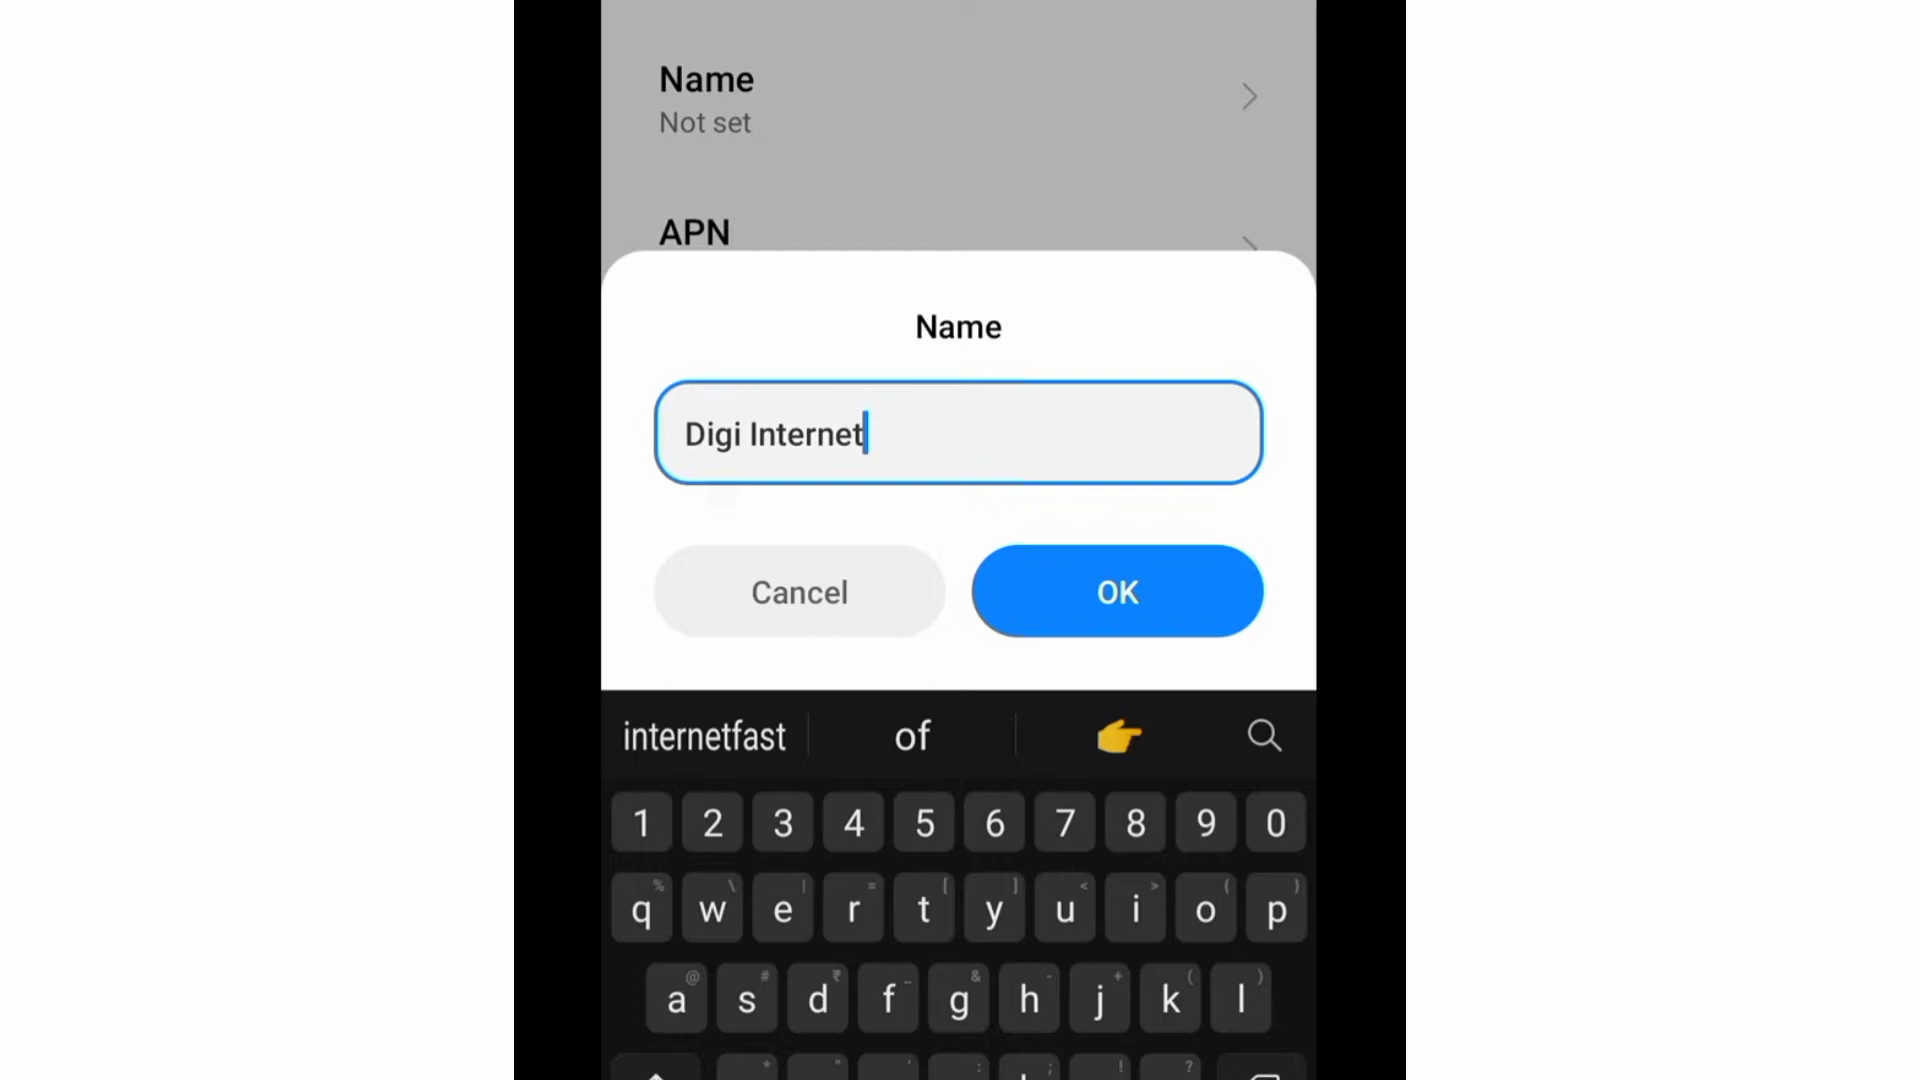 Name
Not set
APN
Name
Digi Internet
Cancel
OK
internetfast of
1 2 3 4 5 6 7 8 9 0
% \ | = [ ] < > { }
q w e r t y u i o p
@ # ₹ _ & - + ( )
a s d f g h j k l
* " ' : ; ! ?